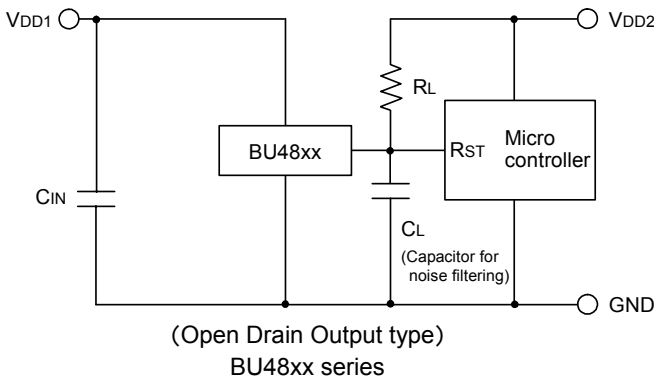 VDD1
VDD2
RL
BU48xx
RST
Micro
controller
CIN
CL
(Capacitor for
noise filtering)
GND
(Open Drain Output type)
BU48xx series